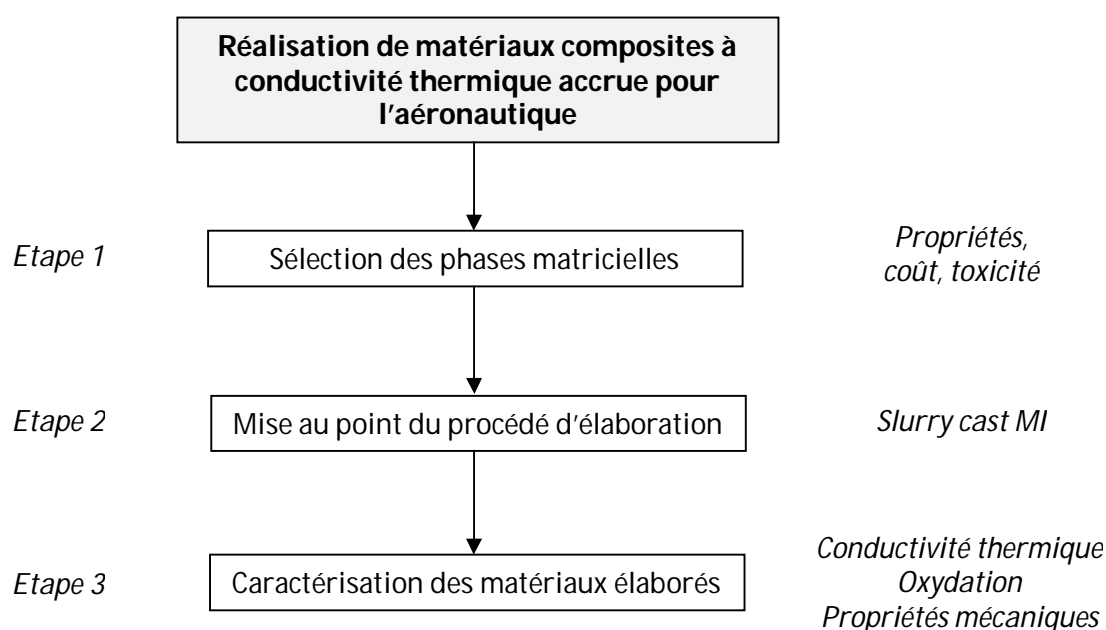 Réalisation de matériaux composites à
conductivité thermique accrue pour
l'aéronautique
Etape 1
Sélection des phases matricielles
Propriétés,
coût, toxicité
Etape 2
Mise au point du procédé d'élaboration
Slurry cast MI
Etape 3
Caractérisation des matériaux élaborés
Conductivité thermique
Oxydation
Propriétés mécaniques